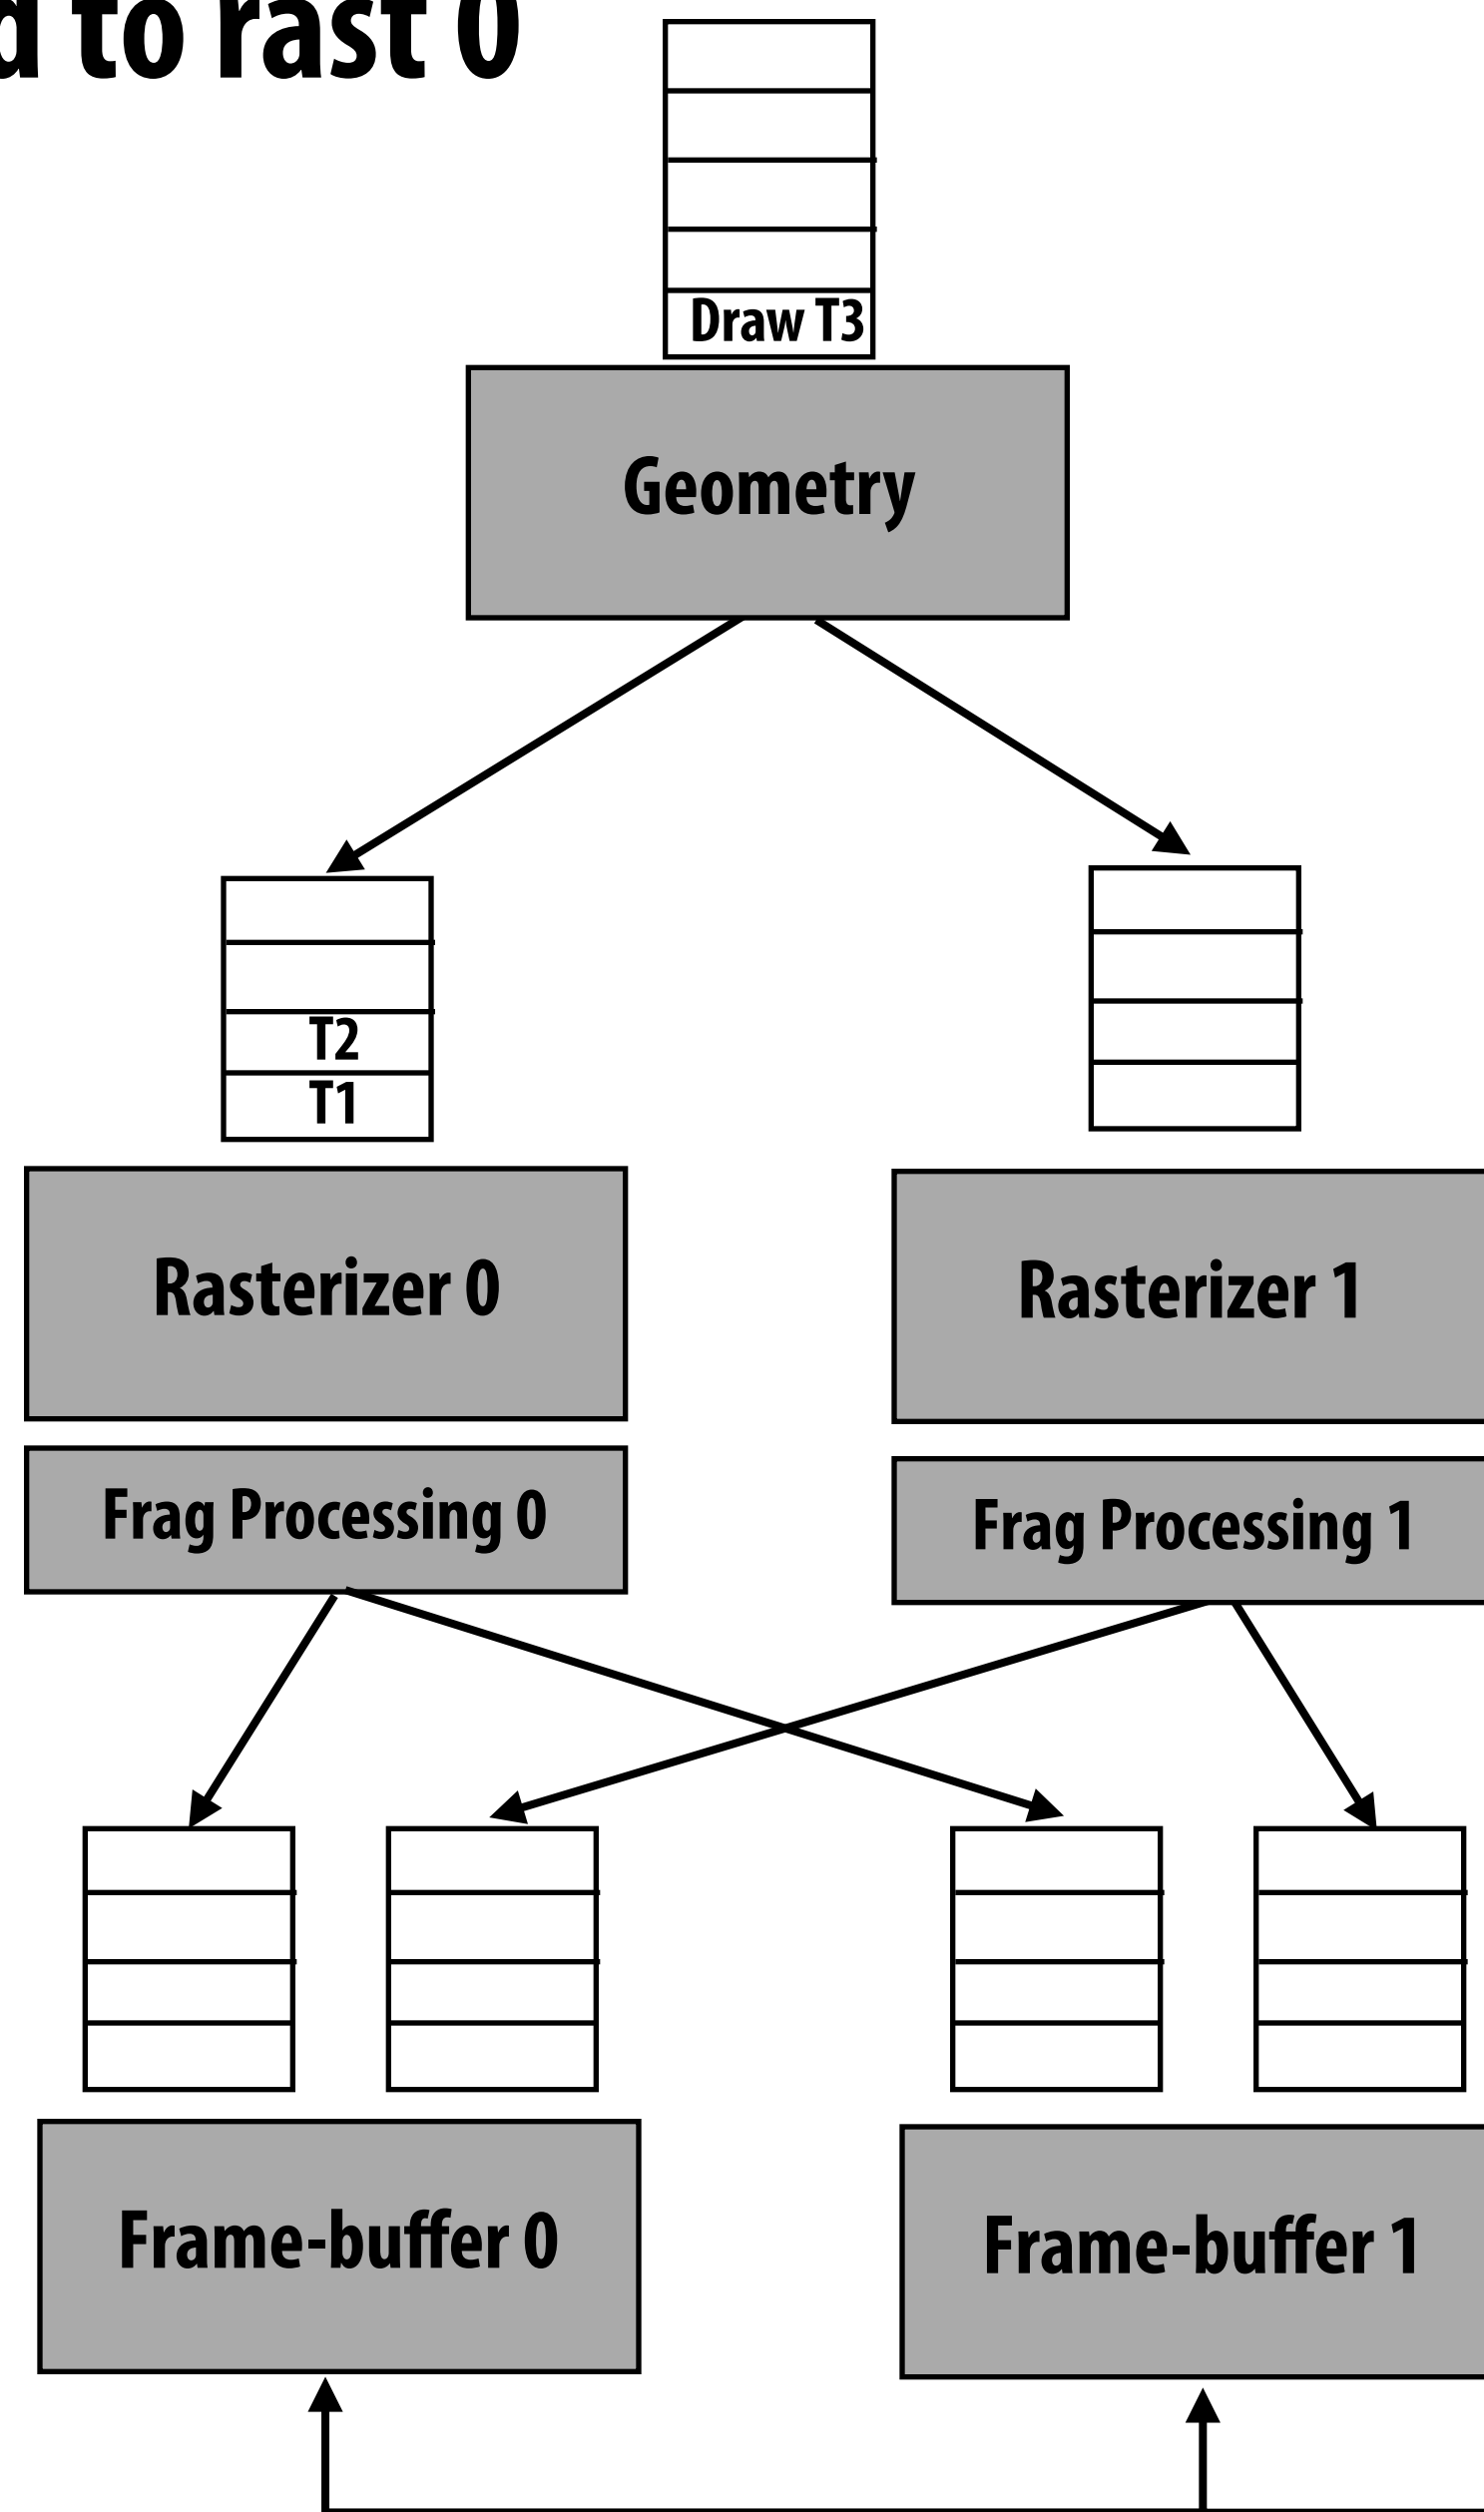 to rast 0
Draw T3
Geometry
T2
T1
Rasterizer 0
Rasterizer 1
Frag Processing 0
Frag Processing 1
Frame-buffer 0
Frame-buffer 1